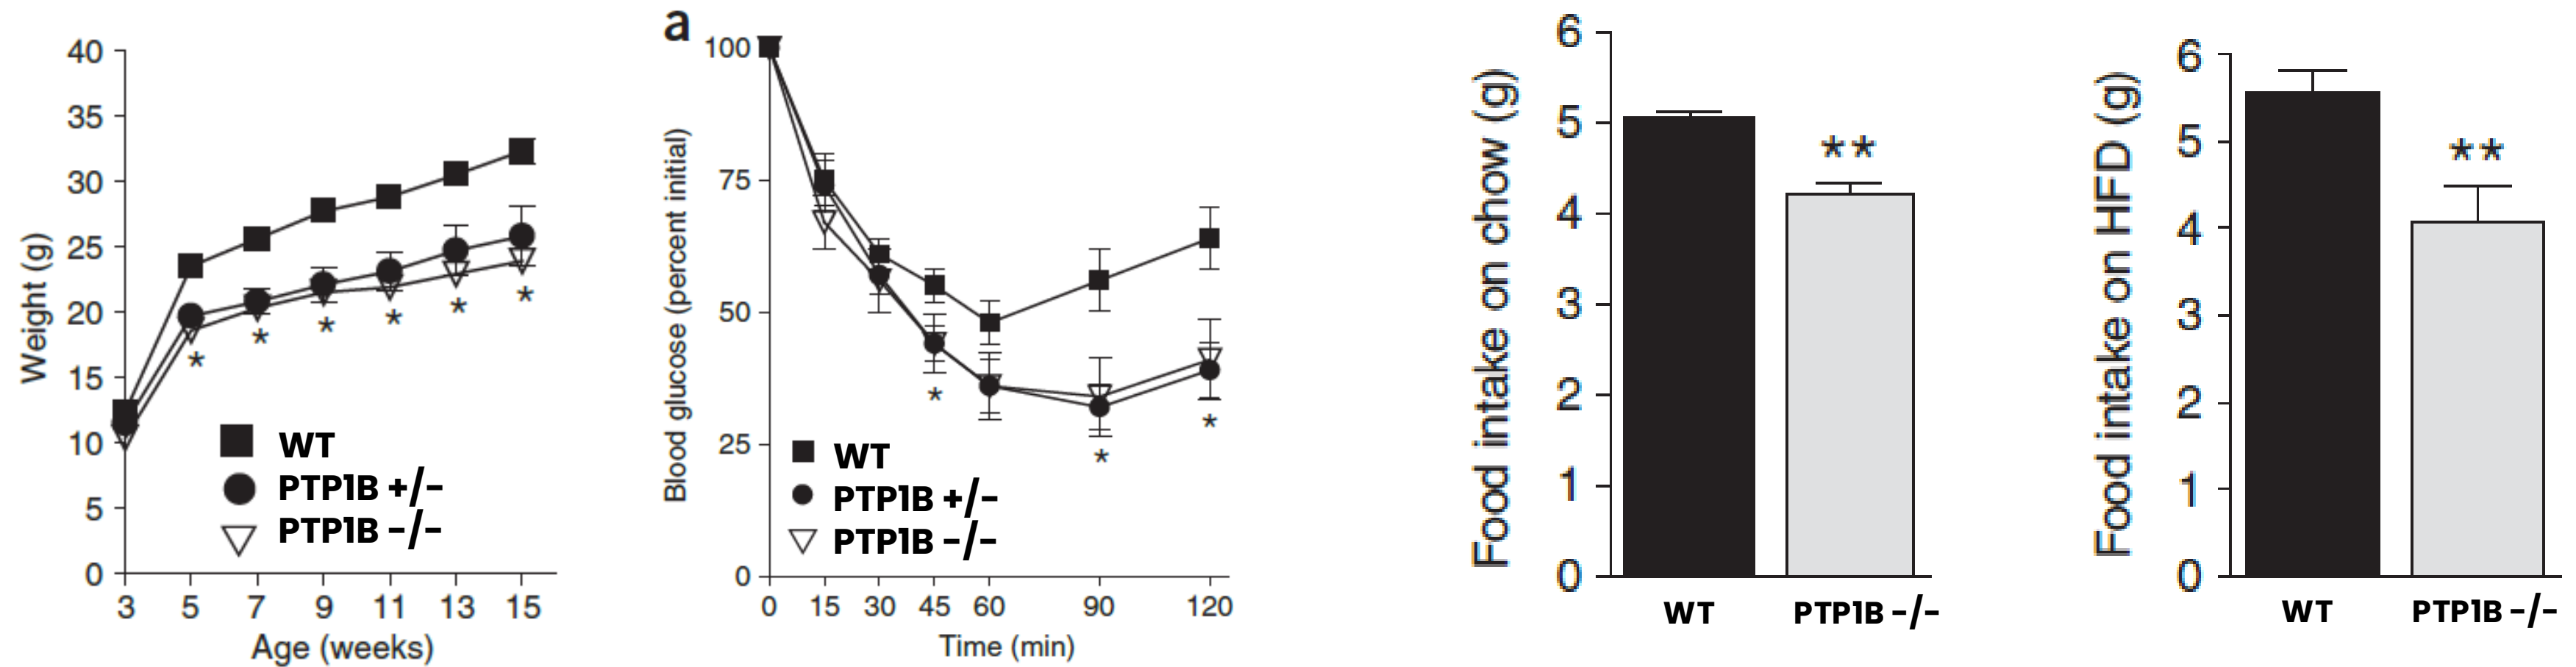 Weight (g)
40
35
30
25
20
15
10
5
0
* * * * * *
WT
PTP1B +/-
PTP1B -/-
3 5 7 9 11 13 15
Age (weeks)
a
Blood glucose (percent initial)
100
75
50
25
0
* * *
WT
PTP1B +/-
PTP1B -/-
0 15 30 45 60 90 120
Time (min)
Food intake on chow (g)
6
5
4
3
2
1
0
**
WT PTP1B -/-
Food intake on HFD (g)
6
5
4
3
2
1
0
**
WT PTP1B -/-